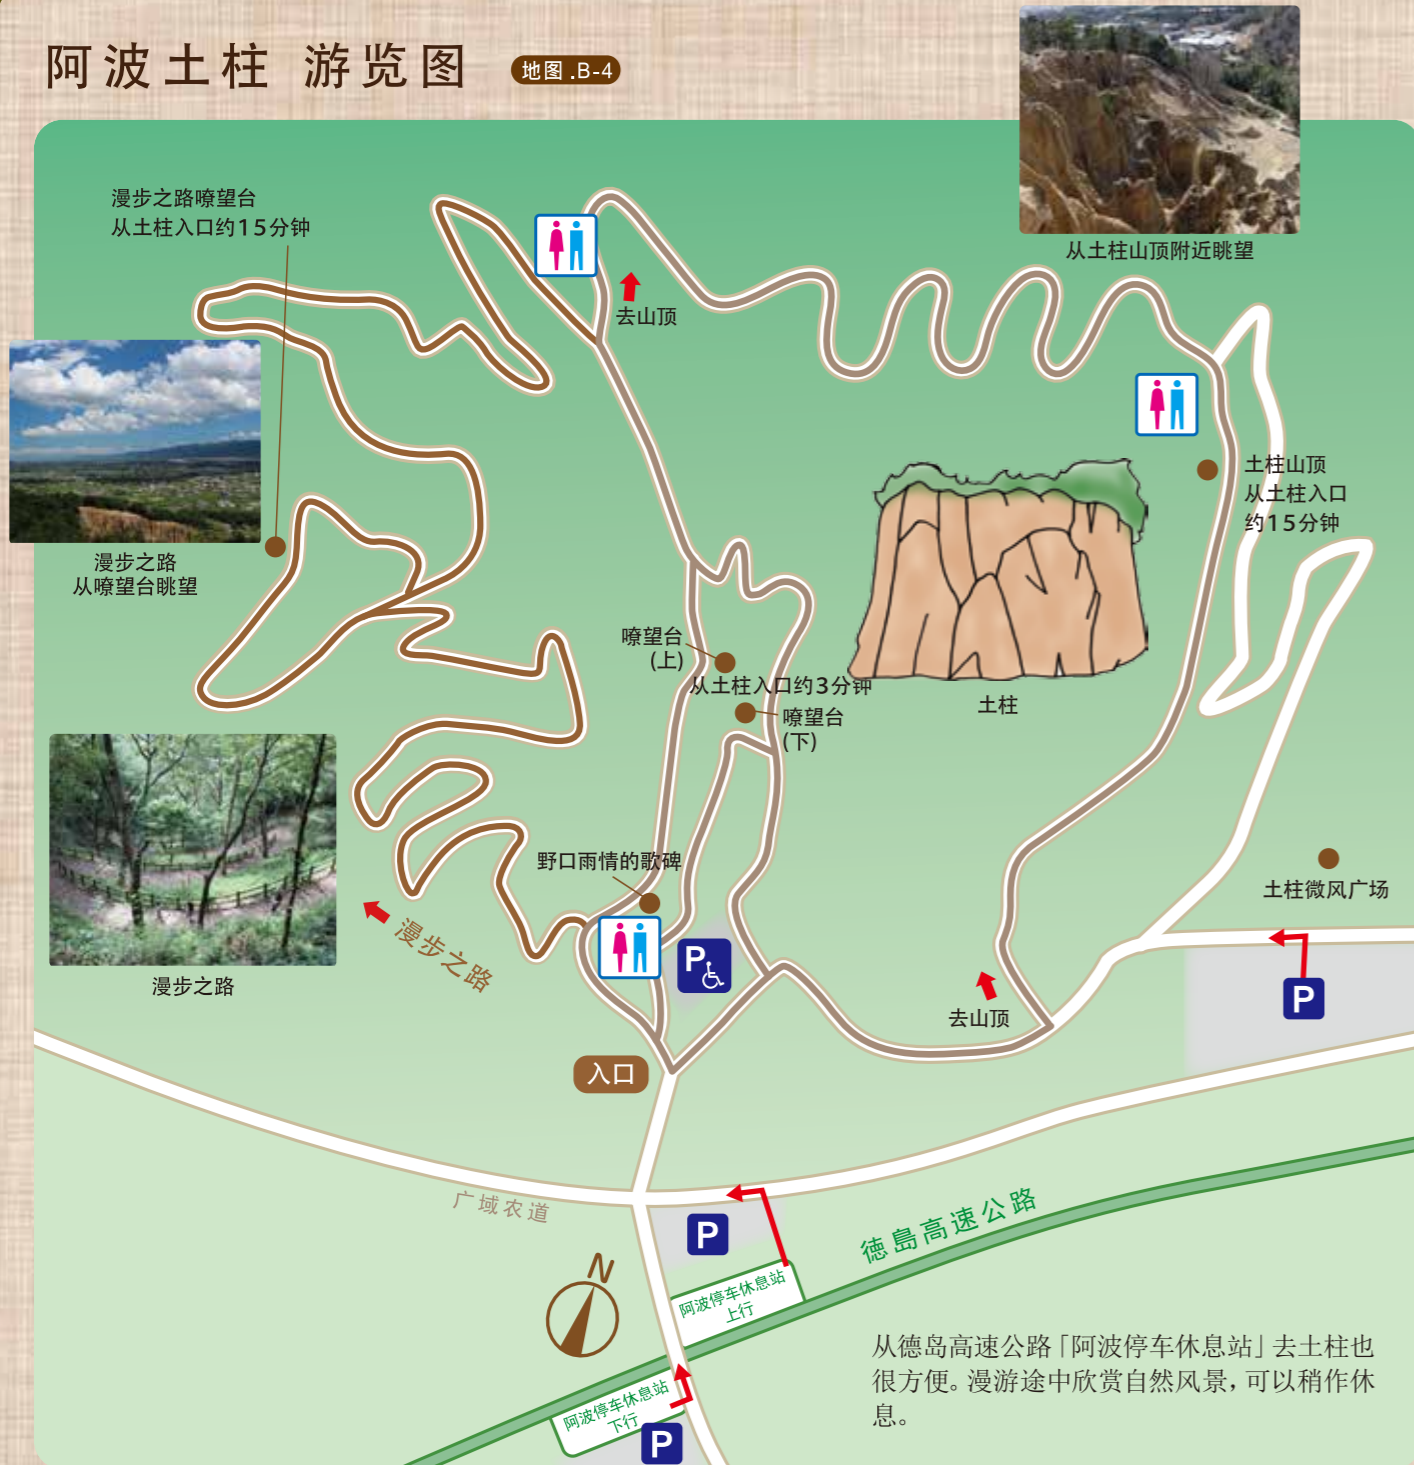 阿波土柱 游览图
地图.B-4
从土柱山顶附近眺望
漫步之路嘹望台
从土柱入口约15分钟
去山顶
土柱山顶
从土柱入口
约15分钟
漫步之路
从嘹望台眺望
嘹望台
(上)
从土柱入口约3分钟
嘹望台
(下)
土柱
野口雨情的歌碑
土柱微风广场
漫步之路
漫步之路
P
P
去山顶
入口
广域农道
P
德島高速公路
N
阿波停车休息站
上行
阿波停车休息站
下行
P
从德岛高速公路「阿波停车休息站」去土柱也
很方便。漫游途中欣赏自然风景，可以稍作休
息。